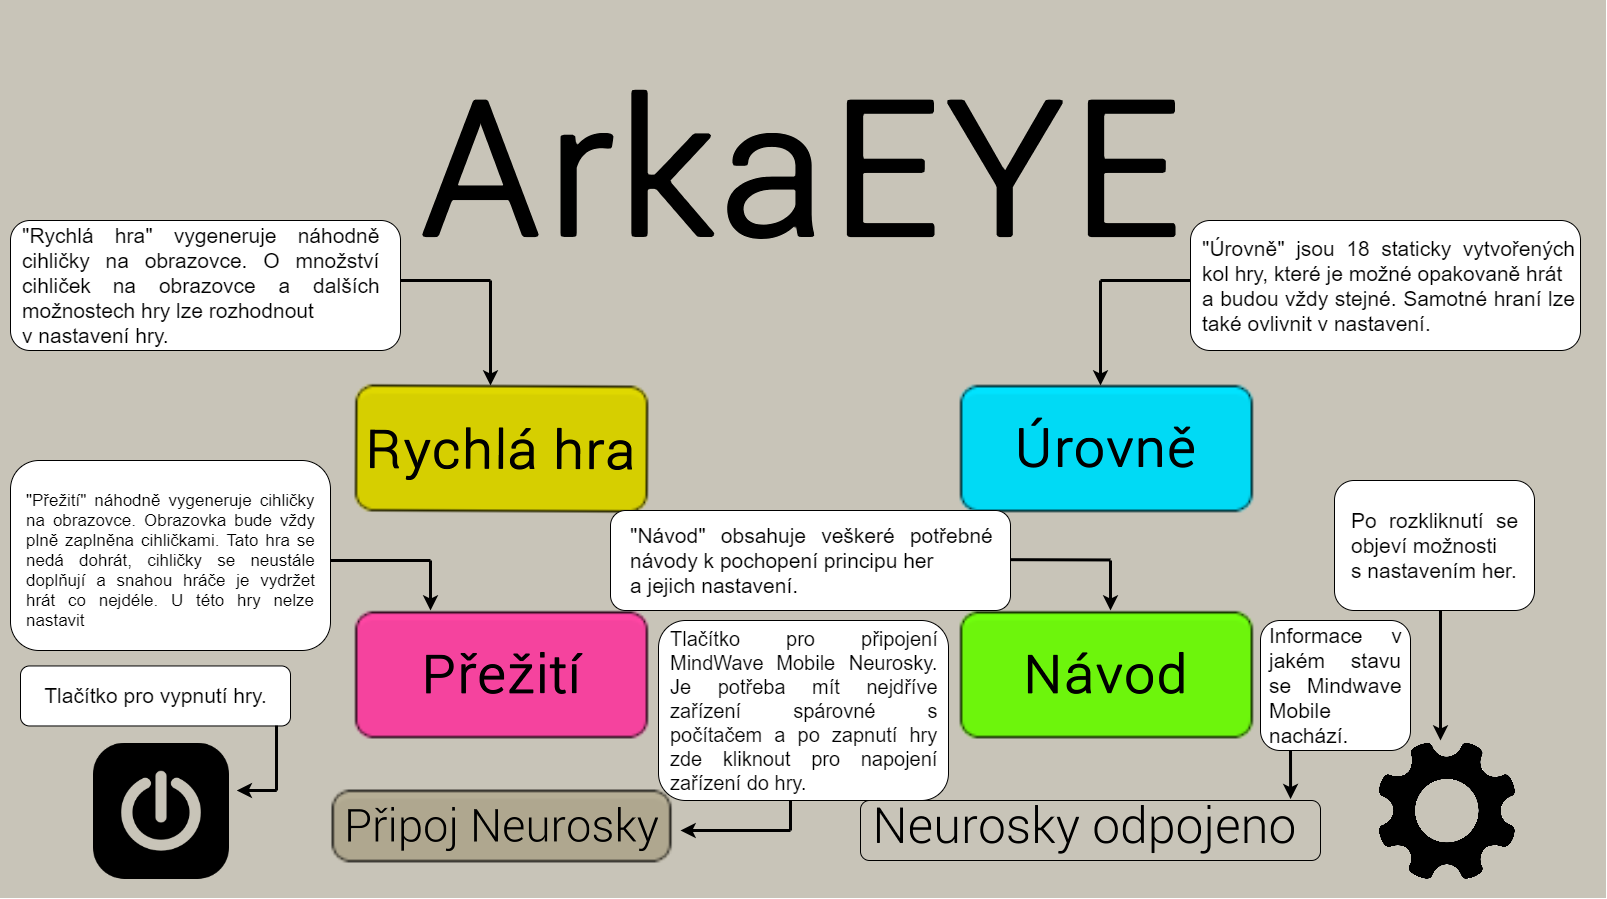 ArkaEYE
"Rychlá hra" vygeneruje náhodně
cihličky na obrazovce. O množství
cihliček na obrazovce a dalších
možnostech hry lze rozhodnout
v nastavení hry.
"Úrovně" jsou 18 staticky vytvořených
kol hry, které je možné opakovaně hrát
a budou vždy stejné. Samotné hraní lze
také ovlivnit v nastavení.
Rychlá hra
Úrovně
"Přežití" náhodně vygeneruje cihličky
na obrazovce. Obrazovka bude vždy
plně zaplněna cihličkami. Tato hra se
nedá dohrát, cihličky se neustále
doplňují a snahou hráče je vydržet
hrát co nejdéle. U této hry nelze
nastavit
"Návod" obsahuje veškeré potřebné
návody k pochopení principu her
a jejich nastavení.
Po rozkliknutí se
objeví možnosti
s nastavením her.
Přežití
Tlačítko pro připojení
MindWave Mobile Neurosky.
Je potřeba mít nejdříve
zařízení spárovné s
počítačem a po zapnutí hry
zde kliknout pro napojení
zařízení do hry.
Návod
Informace v
jakém stavu
se Mindwave
Mobile
nachází.
Tlačítko pro vypnutí hry.
Připoj Neurosky
Neurosky odpojeno